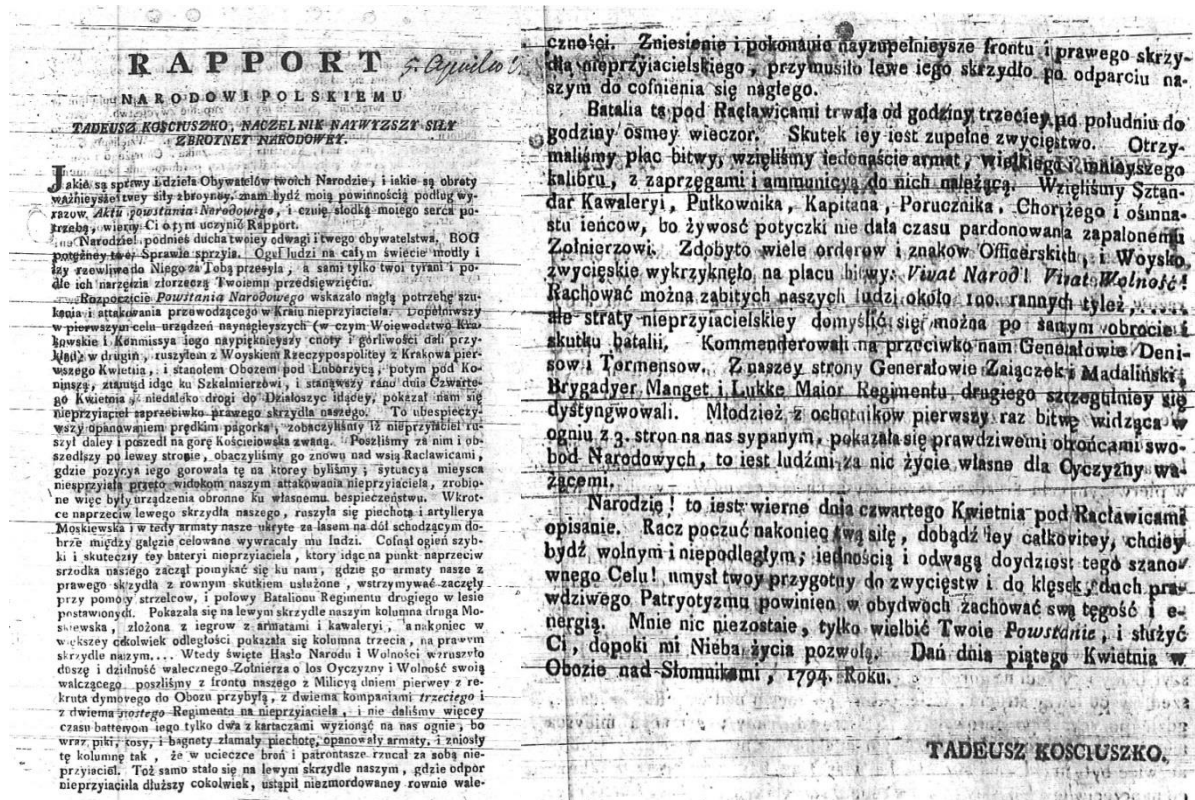 RAPPORT
NARODOWI POLSKIEMU
TADEUSZ KOSCIUSZKO, NACZELNIK NAYWYZSZY SIŁY
ZBROYNEY NARODOWEY.
Jakie są sprawy i dzieła Obywatelów twoich Narodzie, i iakie są obroty
ważnieysze twey siły zbroyney, znam bydź moią powinnością podług wy-
razow Aktu powstania Narodowego, i czuię słodką moiego serca po-
trzebę, wierny Ci o tym uczynić Rapport.
Narodzie! podnieś ducha twoiey odwagi i twego obywatelstwa. BOG
potężney twey Sprawie sprzyia. Ogeł ludzi na całym świecie modły i
łzy rzewliwe do Niego za Tobą przesyła, a sami tylko twoi tyrani i po-
dłe ich narzędzia złorzeczą Twoiemu przedsięwzięciu.
Rozpoczęcie Powstania Narodowego wskazało nagłą potrzebę szu-
kania i attakowania przewodzącego w Kraiu nieprzyiaciela. Dopełniwszy
w pierwszym celu urządzeń naynagleyszych (w czym Woiewodztwo Kra-
kowskie i Kommissya iego naypięknieyszy cnoty i gorliwości dali przy-
kład) w drugim, ruszyłem z Woyskiem Rzeczypospolitey z Krakowa pier-
wszego Kwietnia, i stanołem Obozem pod Luborzycą, potym pod Ko-
niuszą, ztamąd idąc ku Szkalmierzowi, i stanąwszy rano dnia Czwarte-
go Kwietnia, niedaleko drogi do Działoszyc idącey, pokazał nam się
nieprzyiaciel naprzeciwko prawego skrzydła naszego. To ubespieczy-
wszy opanowaniem prędkim pagorka, zobaczyliśmy iż nieprzyiaciel ru-
szył daley i poszedł na gorę Kościeiowska zwaną. Poszliśmy za nim i ob-
szedłszy po lewey stronie, obaczyliśmy go znowu nad wsią Racławicami,
gdzie pozycya iego gorowała tę na ktorey byliśmy; sytuacya mieysca
niesprzyiała przeto widokom naszym attakowania nieprzyiaciela, zrobio-
ne więc były urządzenia obronne ku własnemu bezpieczeństwu. Wkrot-
ce naprzeciw lewego skrzydła naszego, ruszyła się piechota i artyllerya
Moskiewska i w tedy armaty nasze ukryte za lasem na dół schodzącym do-
brze między gałęzie celowane wywracały mu ludzi. Cofnął ogień szyb-
ki i skuteczny tey bateryi nieprzyiaciela, ktory idąc na punkt naprzeciw
srzodka naszego zaczął pomykać się ku nam, gdzie go armaty nasze z
prawego skrzydła z rownym skutkiem usłużone, wstrzymywać zaczęły
przy pomocy strzelcow, i połowy Batalionu Regimentu drugiego w lesie
postawionych. Pokazała się na lewym skrzydle naszym kolumna druga Mo-
skiewska, złożona z iegrow z armatami i kawaleryi, a nakoniec w
większey cokolwiek odległości pokazała się kolumna trzecia, na prawym
skrzydle naszym.... Wtedy święte Hasło Narodu i Wolności wzruszyło
duszę i dzilność walecznego Zołnierza o los Oyczyzny i Wolność swoią
walczącego poszliśmy z frontu naszego z Milicyą dniem pierwey z re-
kruta dymowego do Obozu przybyłą, z dwiema kompaniami trzeciego i
z dwiema szostego Regimentu na nieprzyiaciela, i nie daliśmy więcey
czasu batteryom iego tylko dwa z kartaczami wyzionąć na nas ognie, bo
wraz piki, kosy, i bagnety złamały piechotę, opanowały armaty, i zniosły
tę kolumnę tak, że w ucieczce broń i patrontasze rzucał za sobą nie-
przyiaciel. Toż samo stało się na lewym skrzydle naszym, gdzie odpor
nieprzyiaciela dłuższy cokolwiek, ustąpił niezmordowaney rownie wale-
czności. Zniesienie i pokonanie nayzupełnieysze frontu i prawego skrzy-
dła nieprzyiacielskiego, przymusiło lewe iego skrzydło po odparciu na-
szym do cofnienia się nagłego.
Batalia ta pod Racławicami trwała od godziny trzeciey po południu do
godziny osmey wieczor. Skutek iey iest zupełne zwycięstwo. Otrzy-
maliśmy plac bitwy, wzięliśmy iedenaście armat, wielkiego i mnieyszego
kalibru, z zaprzęgami i ammunicyą do nich należącą. Wzięliśmy Sztan-
dar Kawaleryi, Pułkownika, Kapitana, Porucznika, Chorążego i ośmna-
stu ieńcow, bo żywość potyczki nie dała czasu pardonowania zapalonemu
Zołnierzowi. Zdobyto wiele orderow i znaków Officerskich, i Woysko
zwycięskie wykrzyknęło na placu bitwy: Vivat Narod! Vivat Wolność!
Rachować można zabitych naszych ludzi około 100. rannych tyleż,
ale straty nieprzyiacielskiey domyślić się można po samym obrocie i
skutku batalii. Kommenderowali na przeciwko nam Generałowie Deni-
sow i Tormensow. Z naszey strony Generałowie Zaiączek i Madaliński,
Brygadyer Manget i Lukke Maior Regimentu drugiego szczegulniey się
dystyngwowali. Młodzież z ochotników pierwszy raz bitwę widząca w
ogniu z 3. stron na nas sypanym, pokazała się prawdziwemi obrońcami swo-
bod Narodowych, to iest ludźmi za nic życie własne dla Oyczyzny wa-
żącemi.
Narodzie! to iest wierne dnia czwartego Kwietnia pod Racławicami
opisanie. Racz poczuć nakoniec twą siłę, dobądź iey całkowitey, chciey
bydź wolnym i niepodległym; iednością i odwagą doydziesz tego szano-
wnego Celu! umysł twoy przygotuy do zwycięstw i do klęsk, duch pra-
wdziwego Patryotyzmu powinien w obydwoch zachować swą tęgość i e-
nergią. Mnie nic niezostaie, tylko wielbić Twoie Powstanie, i służyć
Ci, dopoki mi Nieba życia pozwolą. Dań dnia piątego Kwietnia w
Obozie nad Słomnikami, 1794. Roku.
TADEUSZ KOSCIUSZKO.